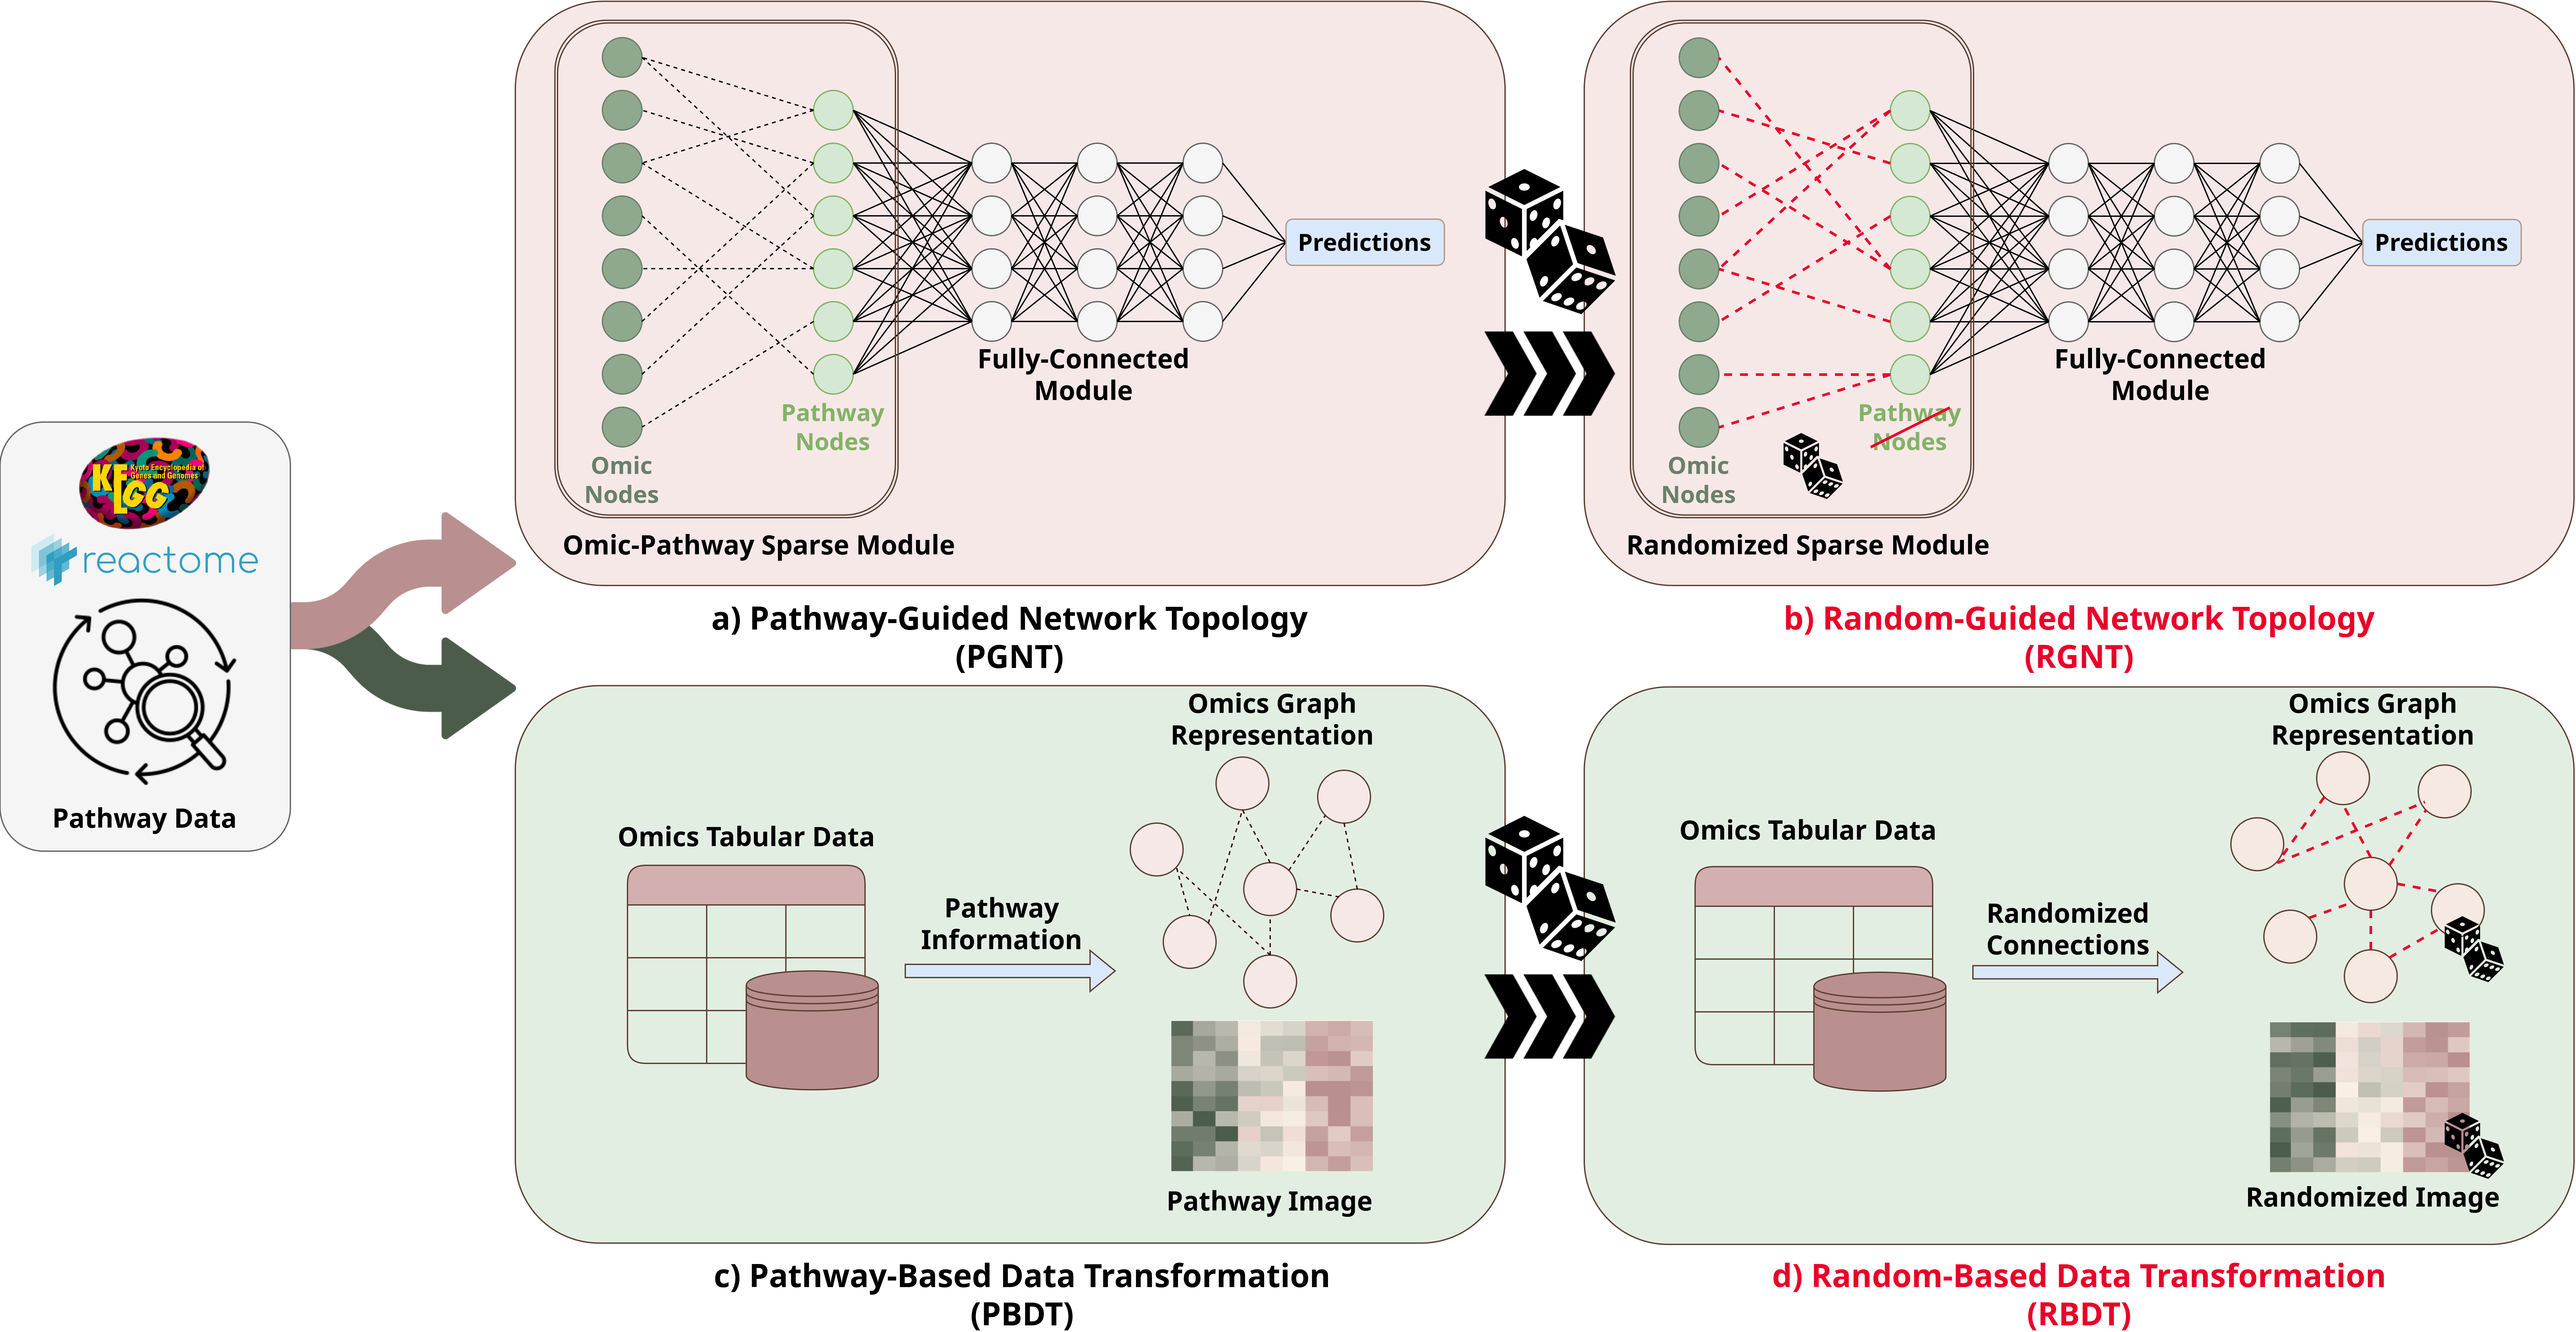 KEGG
Kyoto Encyclopedia of
Genes and Genomes
reactome
Pathway Data
Omic
Nodes
Pathway
Nodes
Fully-Connected
Module
Predictions
Omic-Pathway Sparse Module
a) Pathway-Guided Network Topology
(PGNT)
Omic
Nodes
Pathway
Nodes
Fully-Connected
Module
Predictions
Randomized Sparse Module
b) Random-Guided Network Topology
(RGNT)
Omics Tabular Data
Pathway
Information
Omics Graph
Representation
Pathway Image
c) Pathway-Based Data Transformation
(PBDT)
Omics Tabular Data
Randomized
Connections
Omics Graph
Representation
Randomized Image
d) Random-Based Data Transformation
(RBDT)